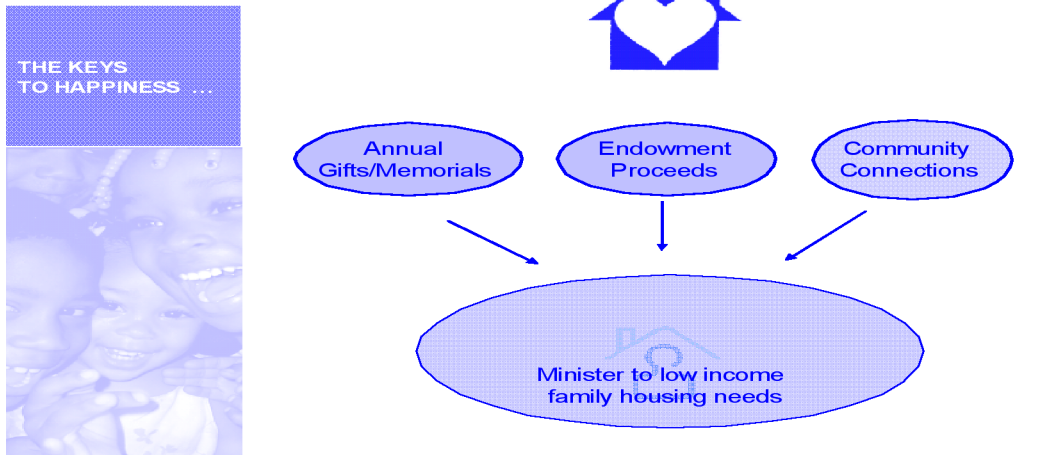 THE KEYS
TO HAPPINESS ...
Annual
Gifts/Memorials
Endowment
Proceeds
Community
Connections
Minister to low income
family housing needs